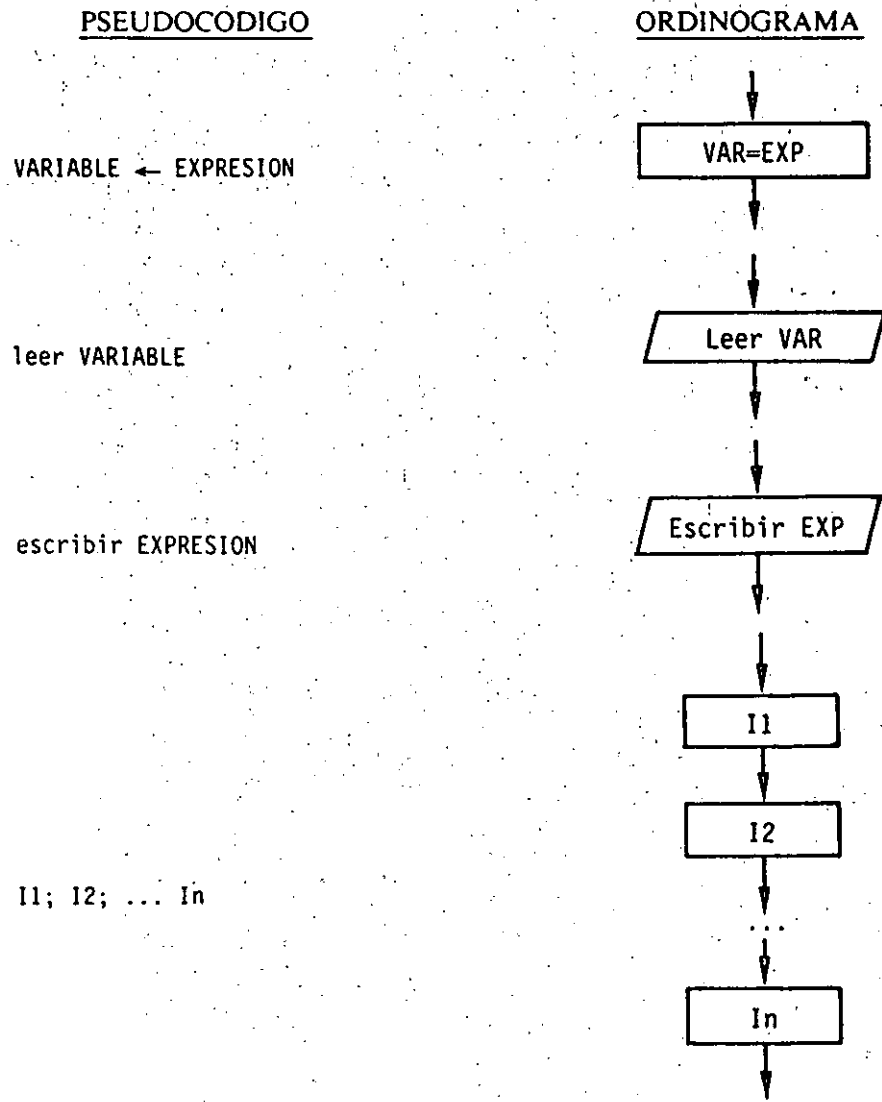 PSEUDOCODIGO ORDINOGRAMA
VARIABLE ← EXPRESION
VAR=EXP
leer VARIABLE
Leer VAR
escribir EXPRESION
Escribir EXP
I1; I2; ... In
I1
I2
...
In